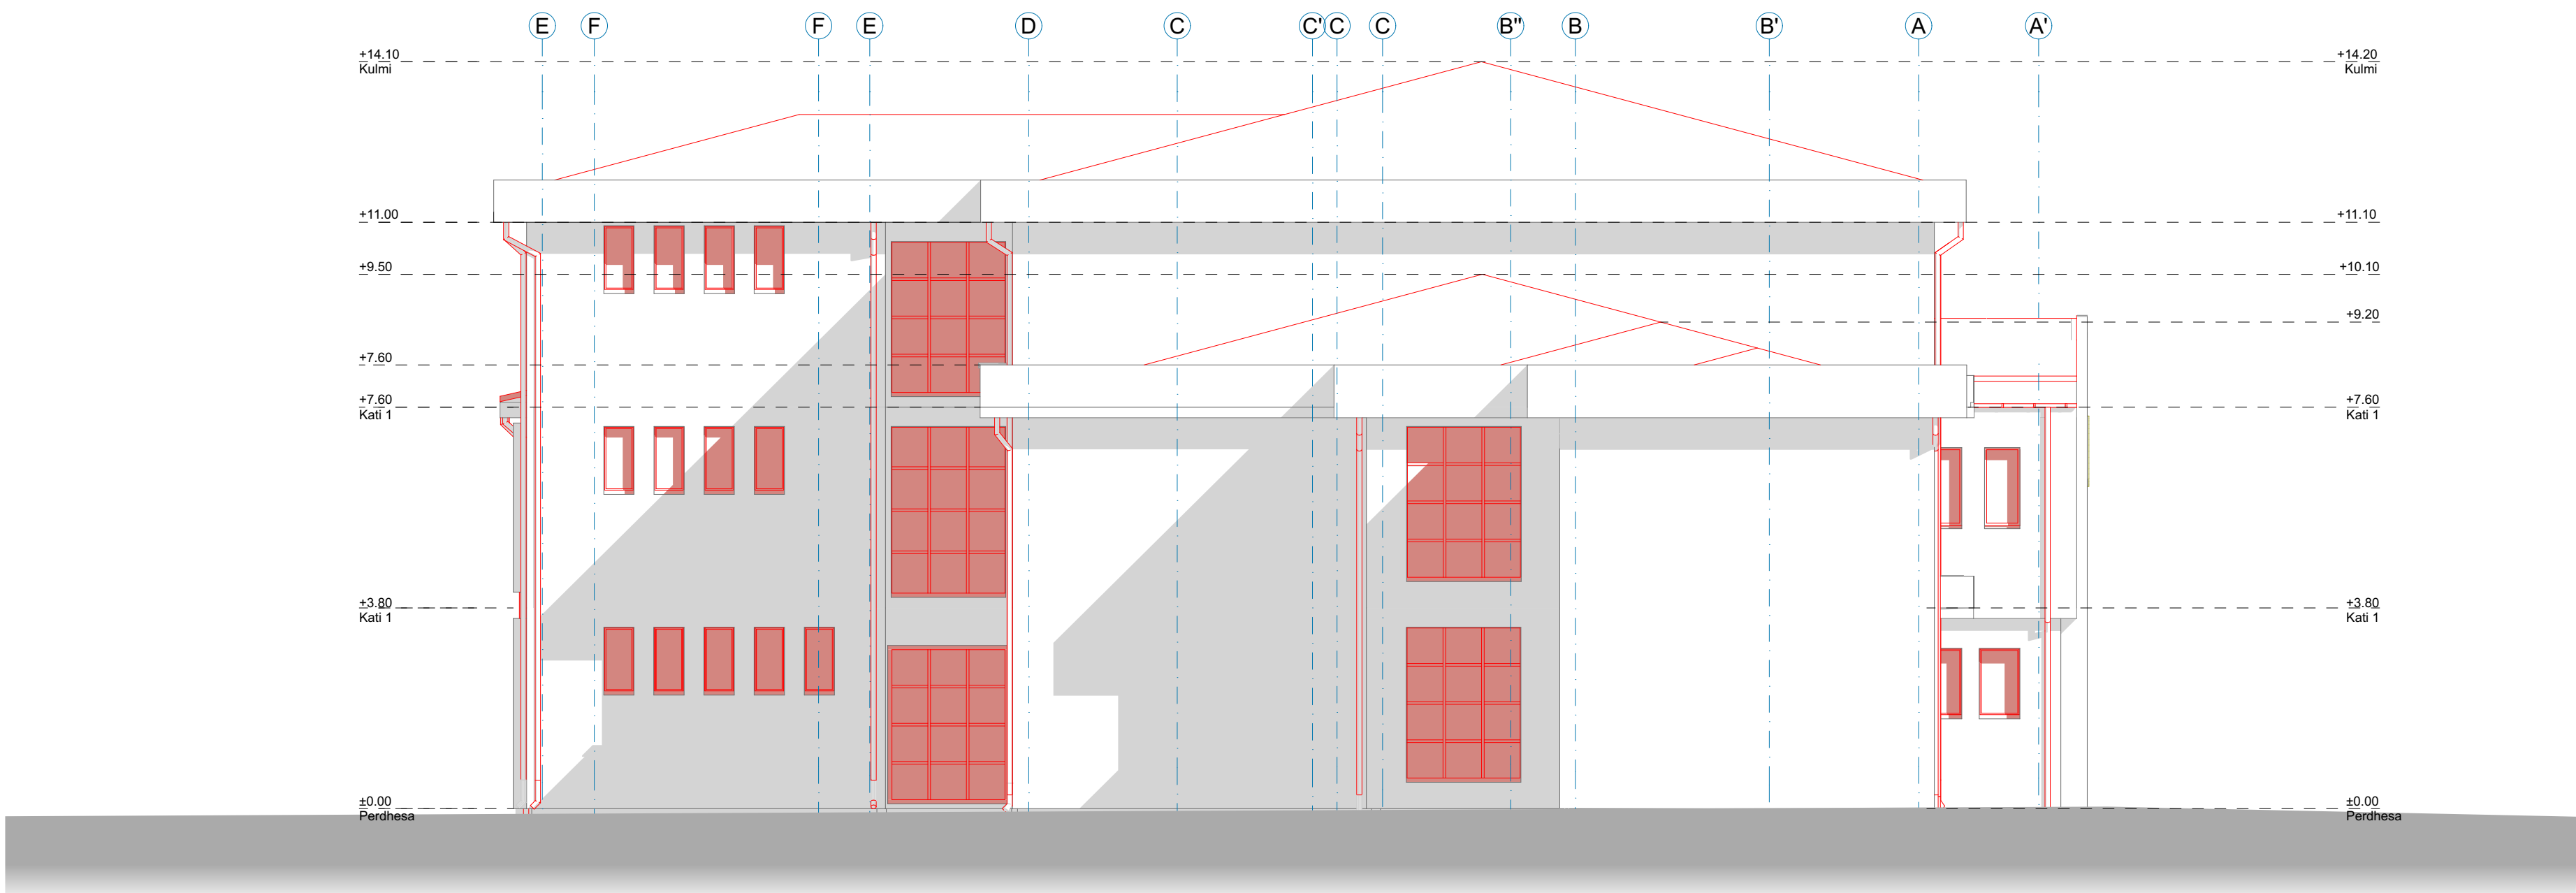 E F F E D C C' C C B" B B' A A'
+14.10
Kulmi
+14.20
Kulmi
+11.00
+11.10
+9.50
+10.10
+9.20
+7.60
+7.60
Kati 1
+7.60
Kati 1
+3.80
Kati 1
+3.80
Kati 1
±0.00
Perdhesa
±0.00
Perdhesa